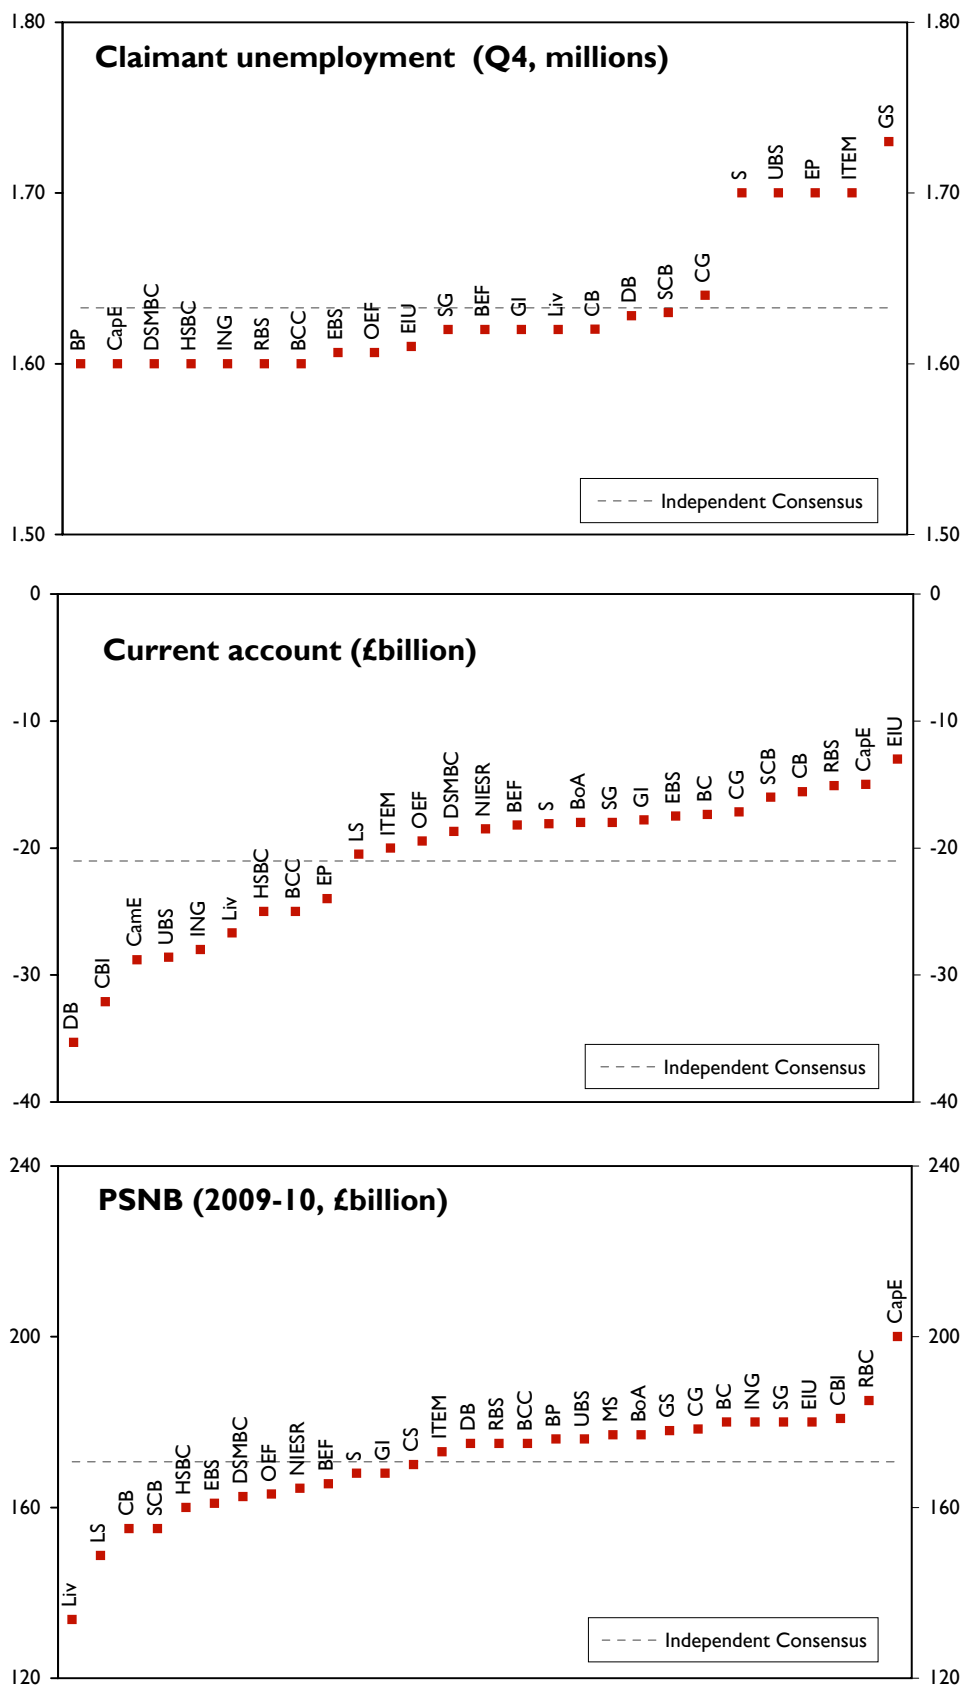 1.80 1.80
Claimant unemployment (Q4, millions)
GS
S UBS EP ITEM
1.70 1.70
BP CapE DSMBC HSBC ING RBS BCC EBS OEF EIU SG BEF GI Liv CB DB SCB CG
1.60 1.60
Independent Consensus
1.50 1.50
0 0
Current account (£billion)
-10 -10
DB CBI CamE UBS ING Liv HSBC BCC EP LS ITEM OEF DSMBC NIESR BEF S BoA SG GI EBS BC CG SCB CB RBS CapE EIU
-20 -20
-30 -30
Independent Consensus
-40 -40
240 240
PSNB (2009-10, £billion)
200 200
Liv LS CB SCB HSBC EBS DSMBC OEF NIESR BEF S GI CS ITEM DB RBS BCC BP UBS MS BoA GS CG BC ING SG EIU CBI RBC CapE
160 160
Independent Consensus
120 120